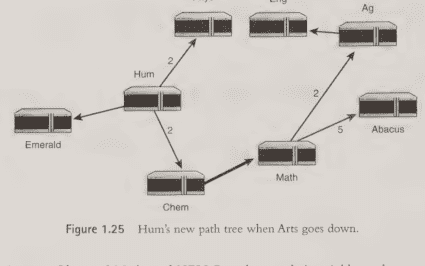 Eng
Ag
2
Hum
2
2
5
Abacus
Emerald
Math
Chem
Figure 1.25 Hum's new path tree when Arts goes down.